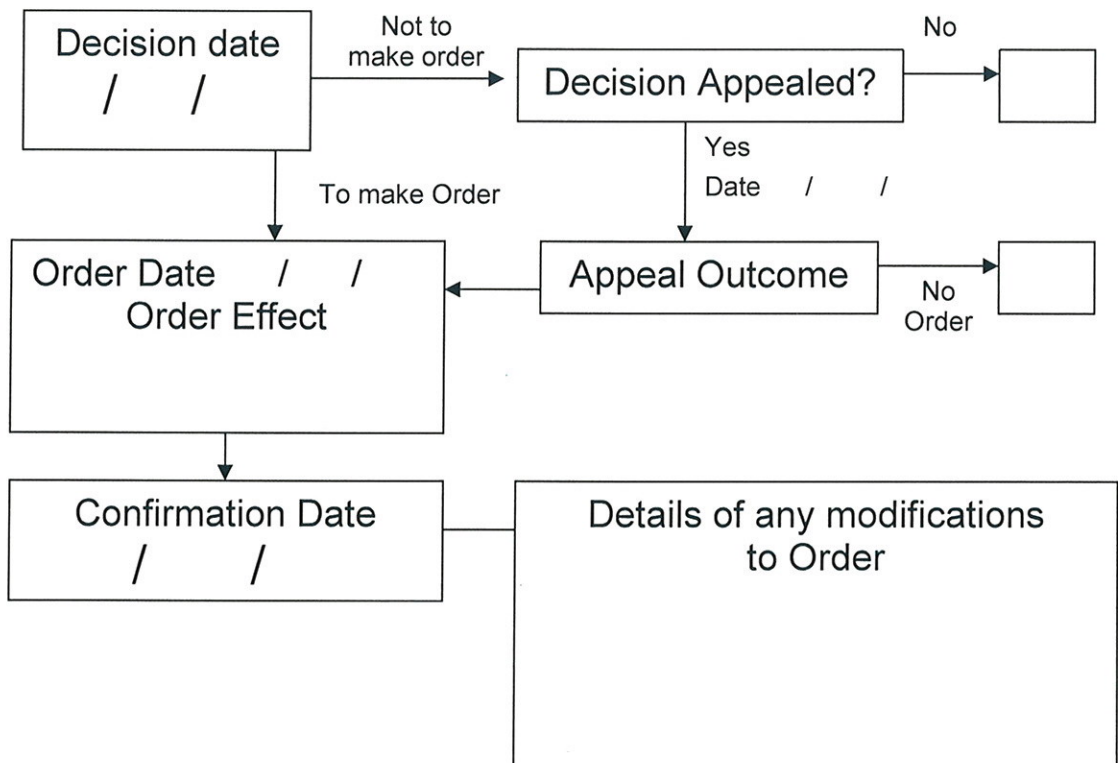 Decision date
/ /
Not to
make order
Decision Appealed?
No
Yes
Date / /
To make Order
Order Date / /
Order Effect
Appeal Outcome
No
Order
Confirmation Date
/ /
Details of any modifications
to Order